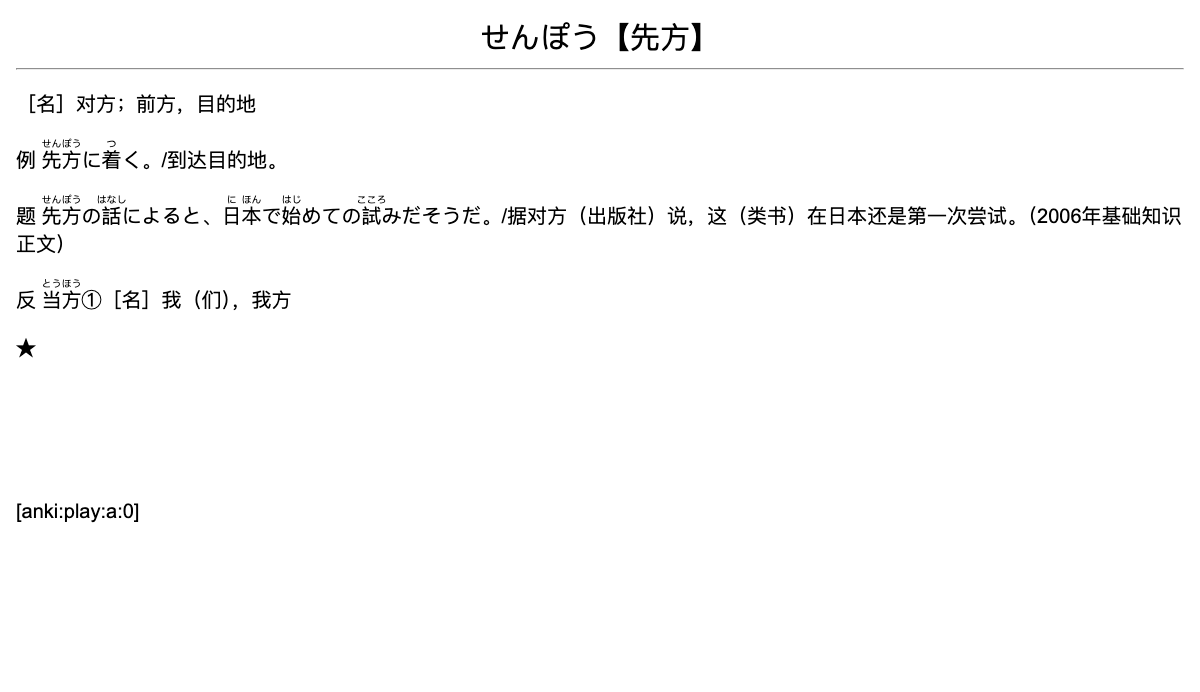 せんぽう【先方】
［名］对方；前方，目的地
せんぽう つ
例 先方に着く。/到达目的地。
せんぽう はなし に ほん はじ こころ
题 先方の話によると、日本で始めての試みだそうだ。/据对方（出版社）说，这（类书）在日本还是第一次尝试。（2006年基础知识
正文）
とうほう
反 当方①［名］我（们），我方
★
[anki:play:a:0]